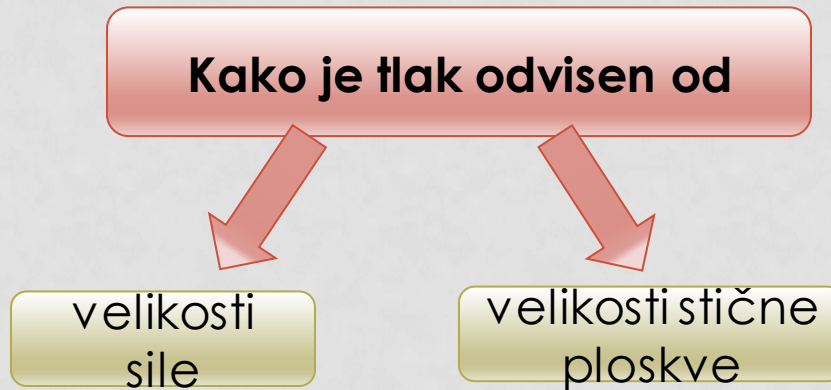 Kako je tlak odvisen od
velikosti
sile
velikosti stične
ploskve